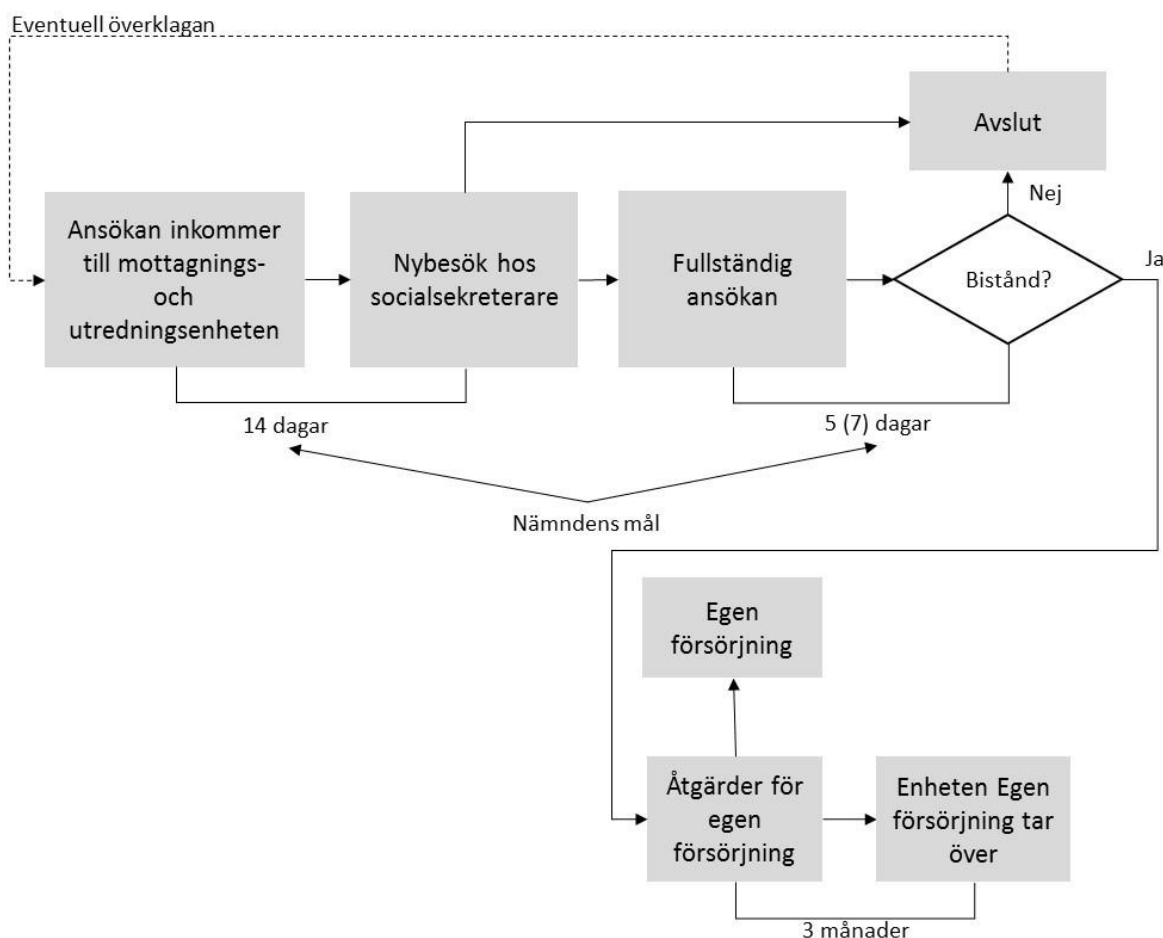 Eventuell överklagan
Avslut
Nej
Ja
Ansökan inkommer
till mottagnings-
och
utredningsenheten
Nybesök hos
socialsekreterare
Fullständig
ansökan
Bistånd?
14 dagar
5 (7) dagar
Nämndens mål
Egen
försörjning
Åtgärder för
egen
försörjning
Enheten Egen
försörjning tar
över
3 månader